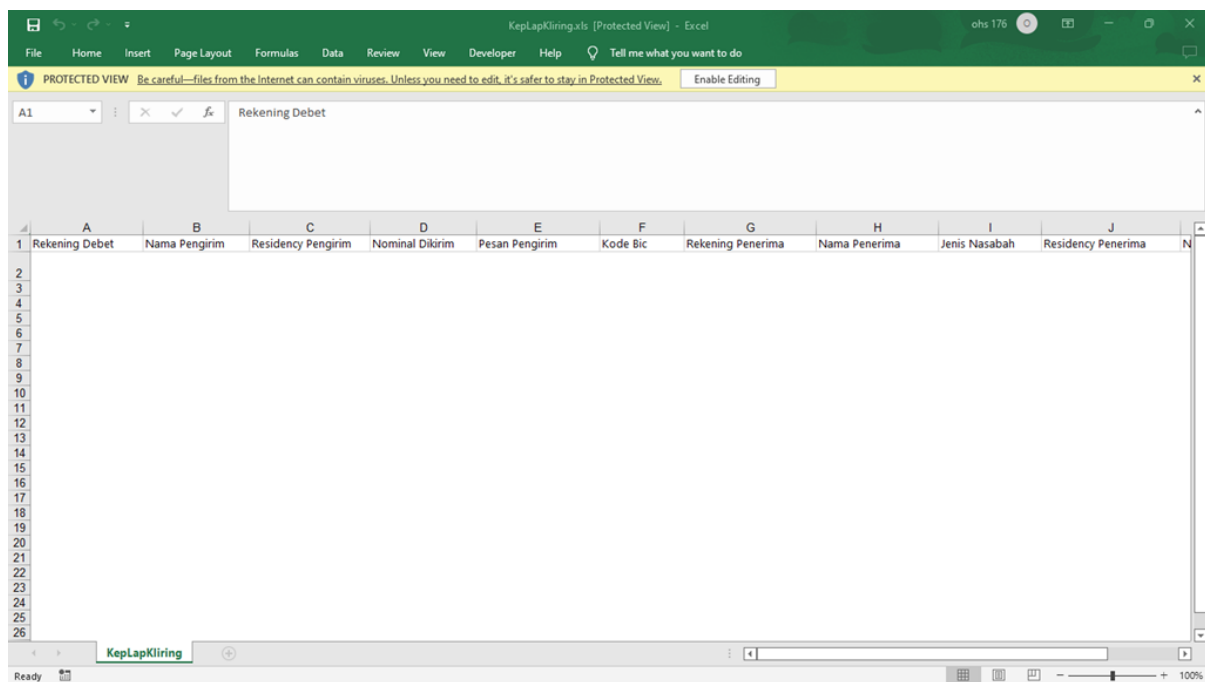 KepLapKliring.xls [Protected View] - Excel
ohs 176 O
File Home Insert Page Layout Formulas Data Review View Developer Help Tell me what you want to do
PROTECTED VIEW Be careful—files from the Internet can contain viruses. Unless you need to edit, it's safer to stay in Protected View. Enable Editing
A1 fx Rekening Debet
A B C D E F G H I J
1 Rekening Debet Nama Pengirim Residency Pengirim Nominal Dikirim Pesan Pengirim Kode Bic Rekening Penerima Nama Penerima Jenis Nasabah Residency Penerima N
2
3
4
5
6
7
8
9
10
11
12
13
14
15
16
17
18
19
20
21
22
23
24
25
26
KepLapKliring
Ready 100%